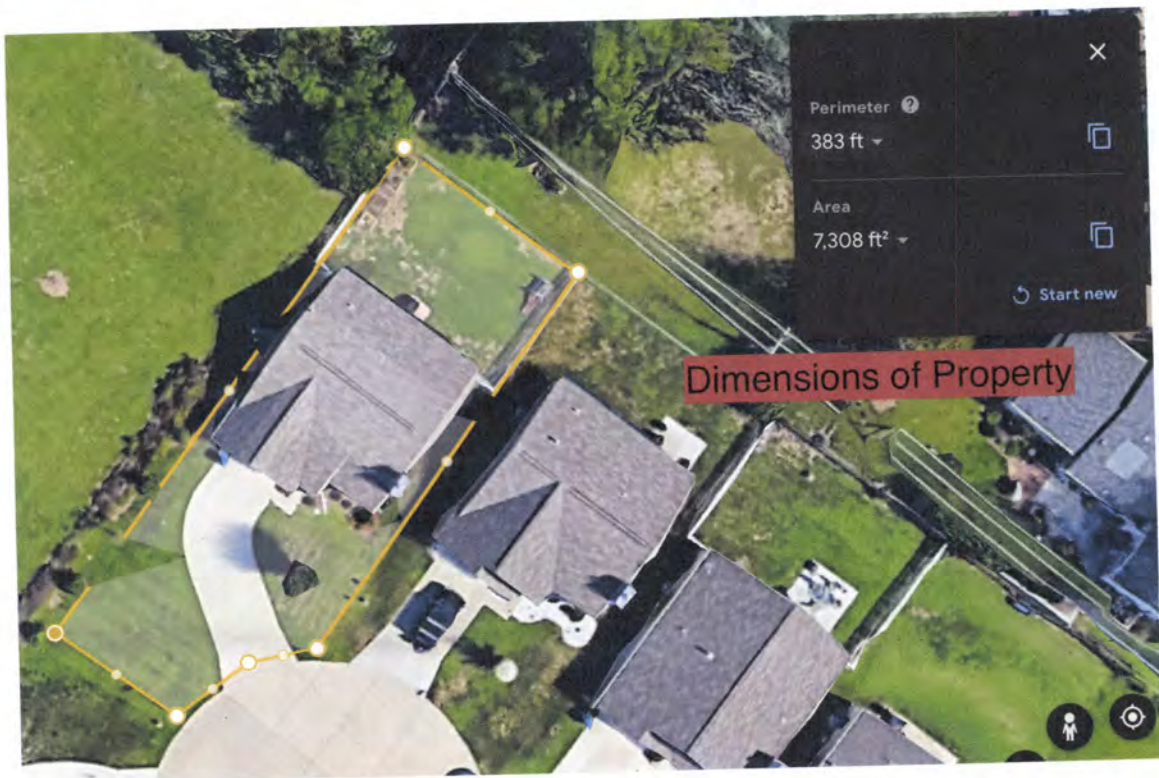 Perimeter
383 ft
Area
7,308 ft²
Start new
Dimensions of Property